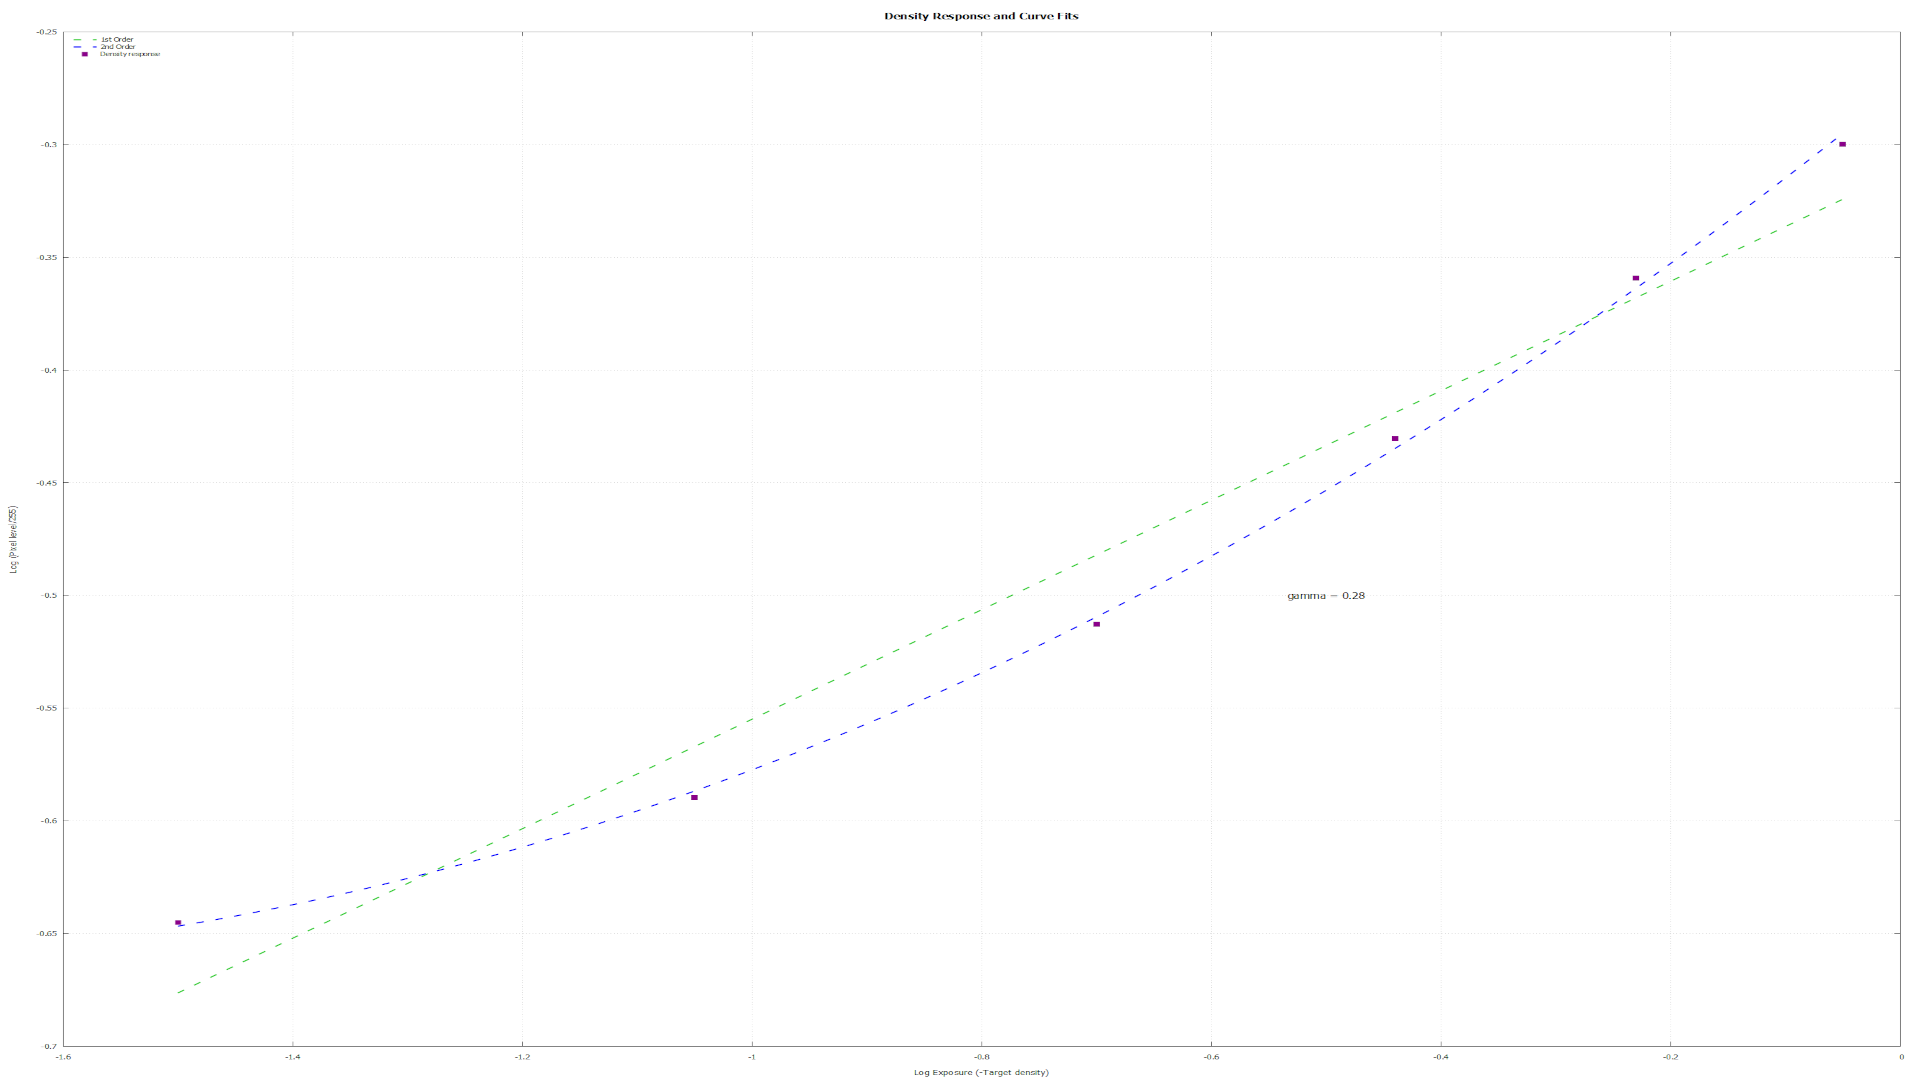 Density Response and Curve Fits
-0.25
1st Order
2nd Order
Density response
-0.3
-0.35
-0.4
-0.45
-0.5
-0.55
-0.6
-0.65
-0.7
Log (Pixel level/255)
gamma = 0.28
-1.6
-1.4
-1.2
-1
-0.8
-0.6
-0.4
-0.2
0
Log Exposure (-Target density)